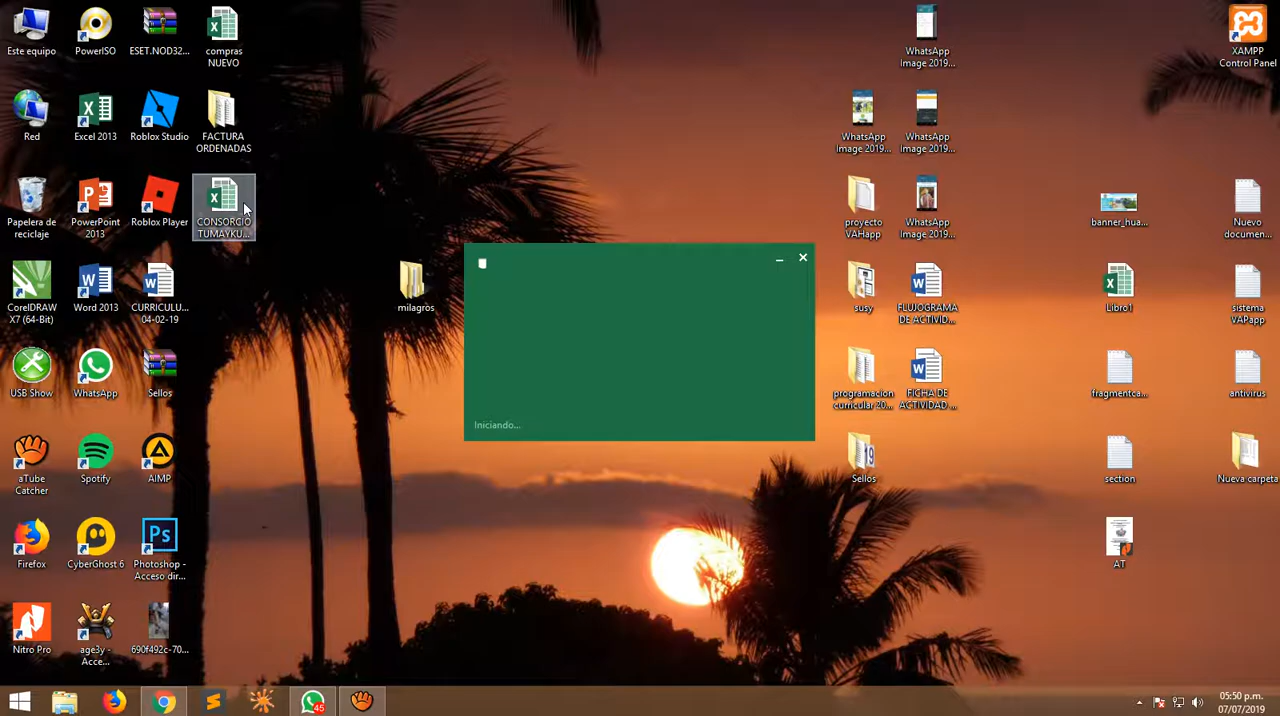 Este equipo
PowerISO
ESET.NOD32...
compras
NUEVO
Red
Excel 2013
Roblox Studio
FACTURA
ORDENADAS
Papelera de
reciclaje
PowerPoint
2013
Roblox Player
CONSORCIO
TUMAYKU...
CorelDRAW
X7 (64-Bit)
Word 2013
CURRICULU...
04-02-19
milagros
USB Show
WhatsApp
Sellos
aTube
Catcher
Spotify
AIMP
Firefox
CyberGhost 6
Photoshop -
Acceso dir...
Nitro Pro
age3y -
Acce...
690f492c-70...
Iniciando...
WhatsApp
Image 2019...
WhatsApp
Image 2019...
WhatsApp
Image 2019...
proyecto
VAHapp
WhatsApp
Image 2019...
susy
FLUJOGRAMA
DE ACTIVID...
programacion
curricular 20...
FICHA DE
ACTIVIDAD ...
19
Sellos
XAMPP
Control Panel
banner_hua...
Nuevo
documen...
Libro1
sistema
VAPapp
fragmentca...
antivirus
section
Nueva carpeta
AT
45
05:50 p.m.
07/07/2019